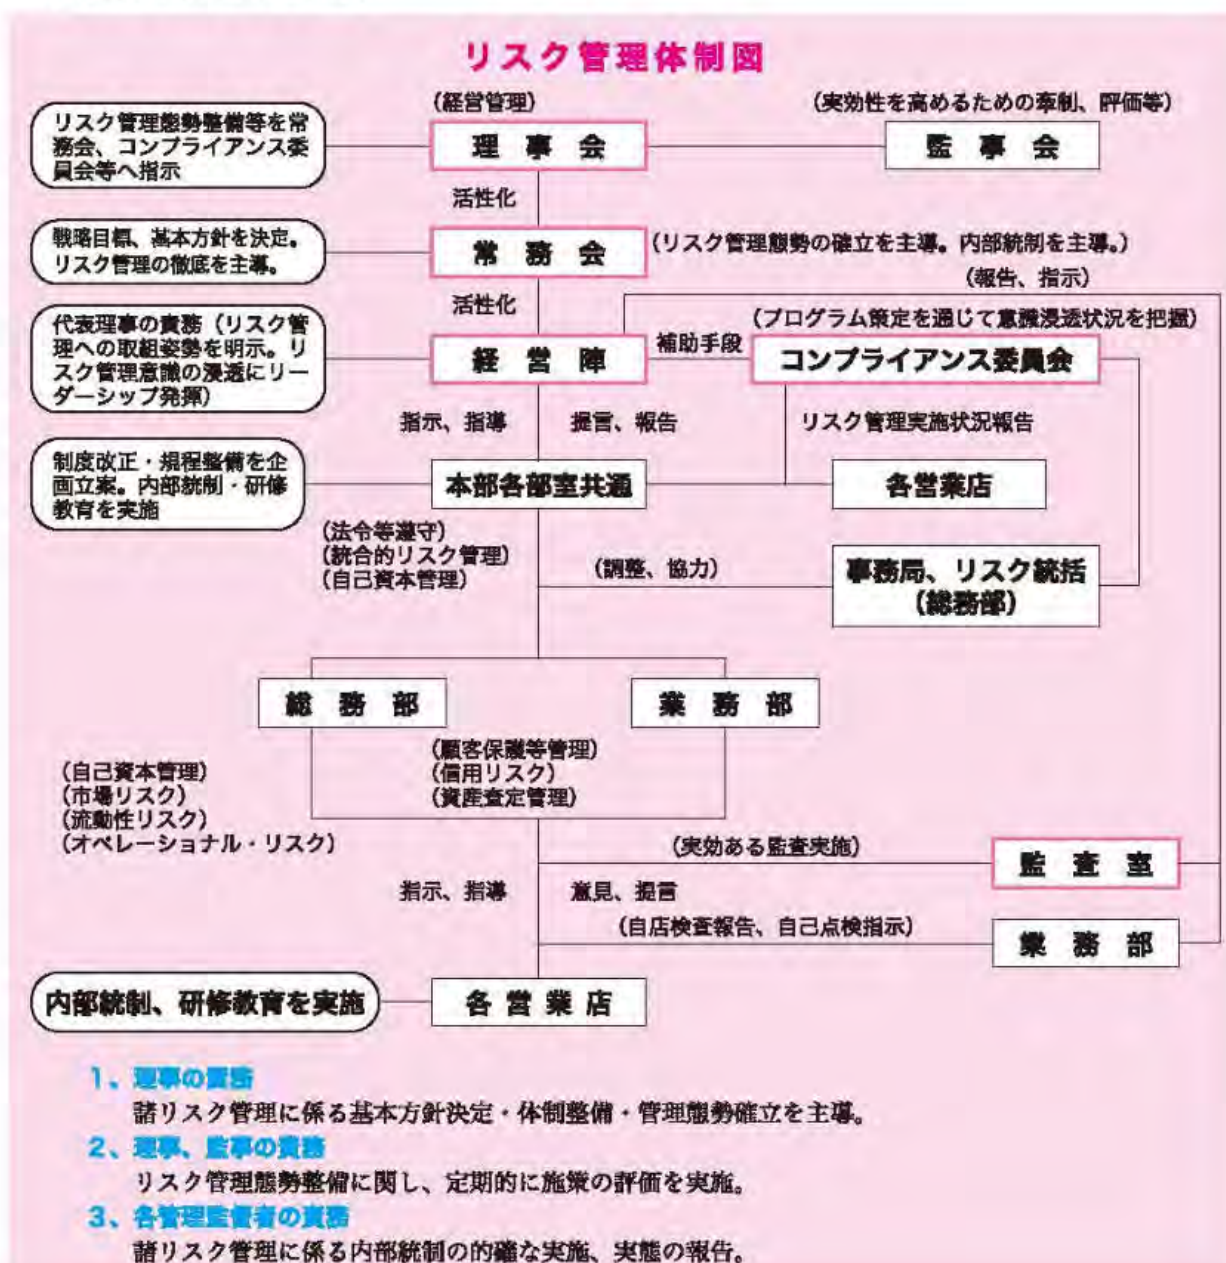 リスク管理体制図
(経営管理)
(実効性を高めるための牽制、評価等)
リスク管理態勢整備等を常
務会、コンプライアンス委
員会等へ指示
理事会
監事会
活性化
戦略目標、基本方針を決定。
リスク管理の徹底を主導。
常務会
(リスク管理態勢の確立を主導。内部統制を主導。)
(報告、指示)
活性化
代表理事の責務(リスク管
理への取組姿勢を明示。リ
スク管理意識の浸透にリー
ダーシップ発揮)
(プログラム策定を通じて意識浸透状況を把握)
経営陣
補助手段
コンプライアンス委員会
指示、指導
提言、報告
リスク管理実施状況報告
制度改正・規程整備を企
画立案。内部統制・研修
教育を実施
本部各部室共通
各営業店
(法令等遵守)
(統合的リスク管理)
(自己資本管理)
(調整、協力)
事務局、リスク統括
(総務部)
総務部
業務部
(顧客保護等管理)
(信用リスク)
(資産査定管理)
(自己資本管理)
(市場リスク)
(流動性リスク)
(オペレーショナル・リスク)
(実効ある監査実施)
監査室
指示、指導
意見、提言
(自店検査報告、自己点検指示)
業務部
内部統制、研修教育を実施
各営業店
1、理事の責務
諸リスク管理に係る基本方針決定・体制整備・管理態勢確立を主導。
2、理事、監事の責務
リスク管理態勢整備に関し、定期的に施策の評価を実施。
3、各管理監督者の責務
諸リスク管理に係る内部統制の的確な実施、実態の報告。